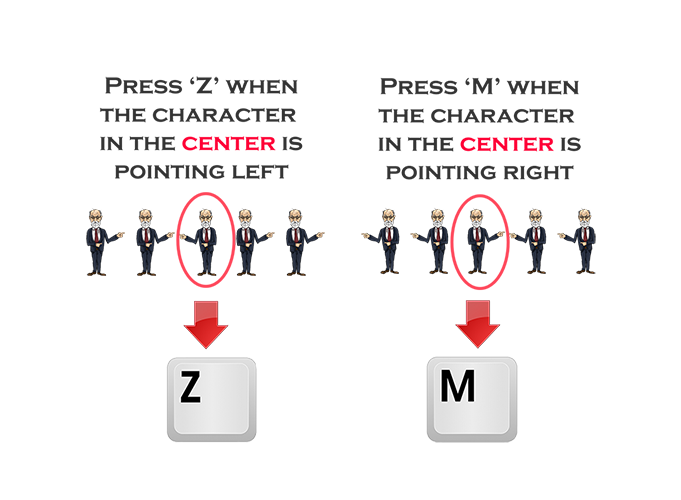 Press ‘Z’ when
the character
in the center is
pointing left
Z
Press ‘M’ when
the character
in the center is
pointing right
M